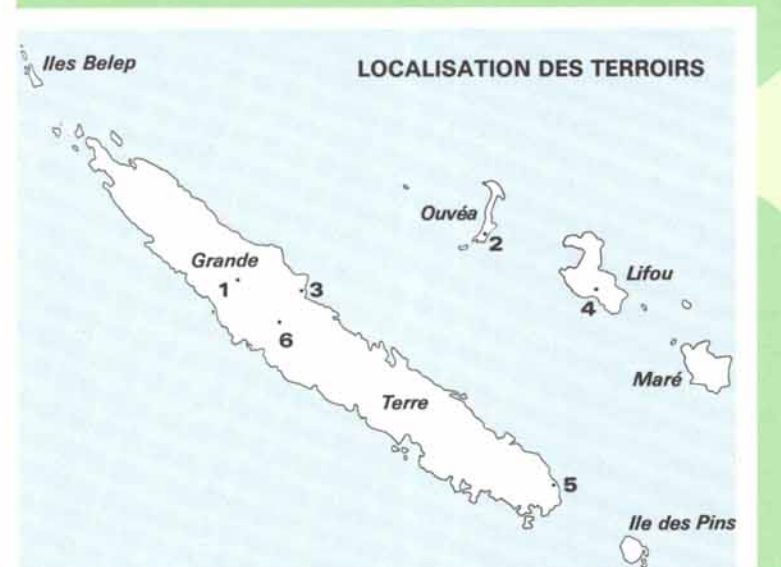 Iles Belep
LOCALISATION DES TERROIRS
Ouvéa
2
Grande
1
3
Lifou
4
6
Maré
Terre
5
Ile des Pins